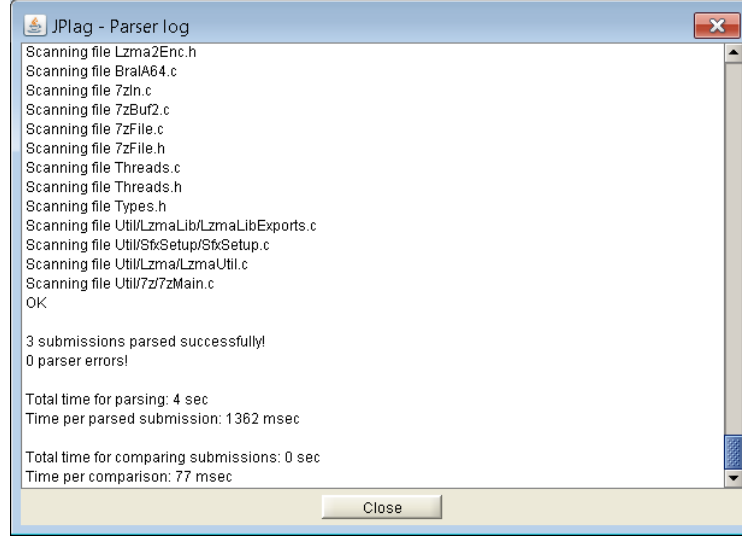 JPlag - Parser log
Scanning file Lzma2Enc.h
Scanning file BraIA64.c
Scanning file 7zIn.c
Scanning file 7zBuf2.c
Scanning file 7zFile.c
Scanning file 7zFile.h
Scanning file Threads.c
Scanning file Threads.h
Scanning file Types.h
Scanning file Util/LzmaLib/LzmaLibExports.c
Scanning file Util/SfxSetup/SfxSetup.c
Scanning file Util/Lzma/LzmaUtil.c
Scanning file Util/7z/7zMain.c
OK
3 submissions parsed successfully!
0 parser errors!
Total time for parsing: 4 sec
Time per parsed submission: 1362 msec
Total time for comparing submissions: 0 sec
Time per comparison: 77 msec
Close